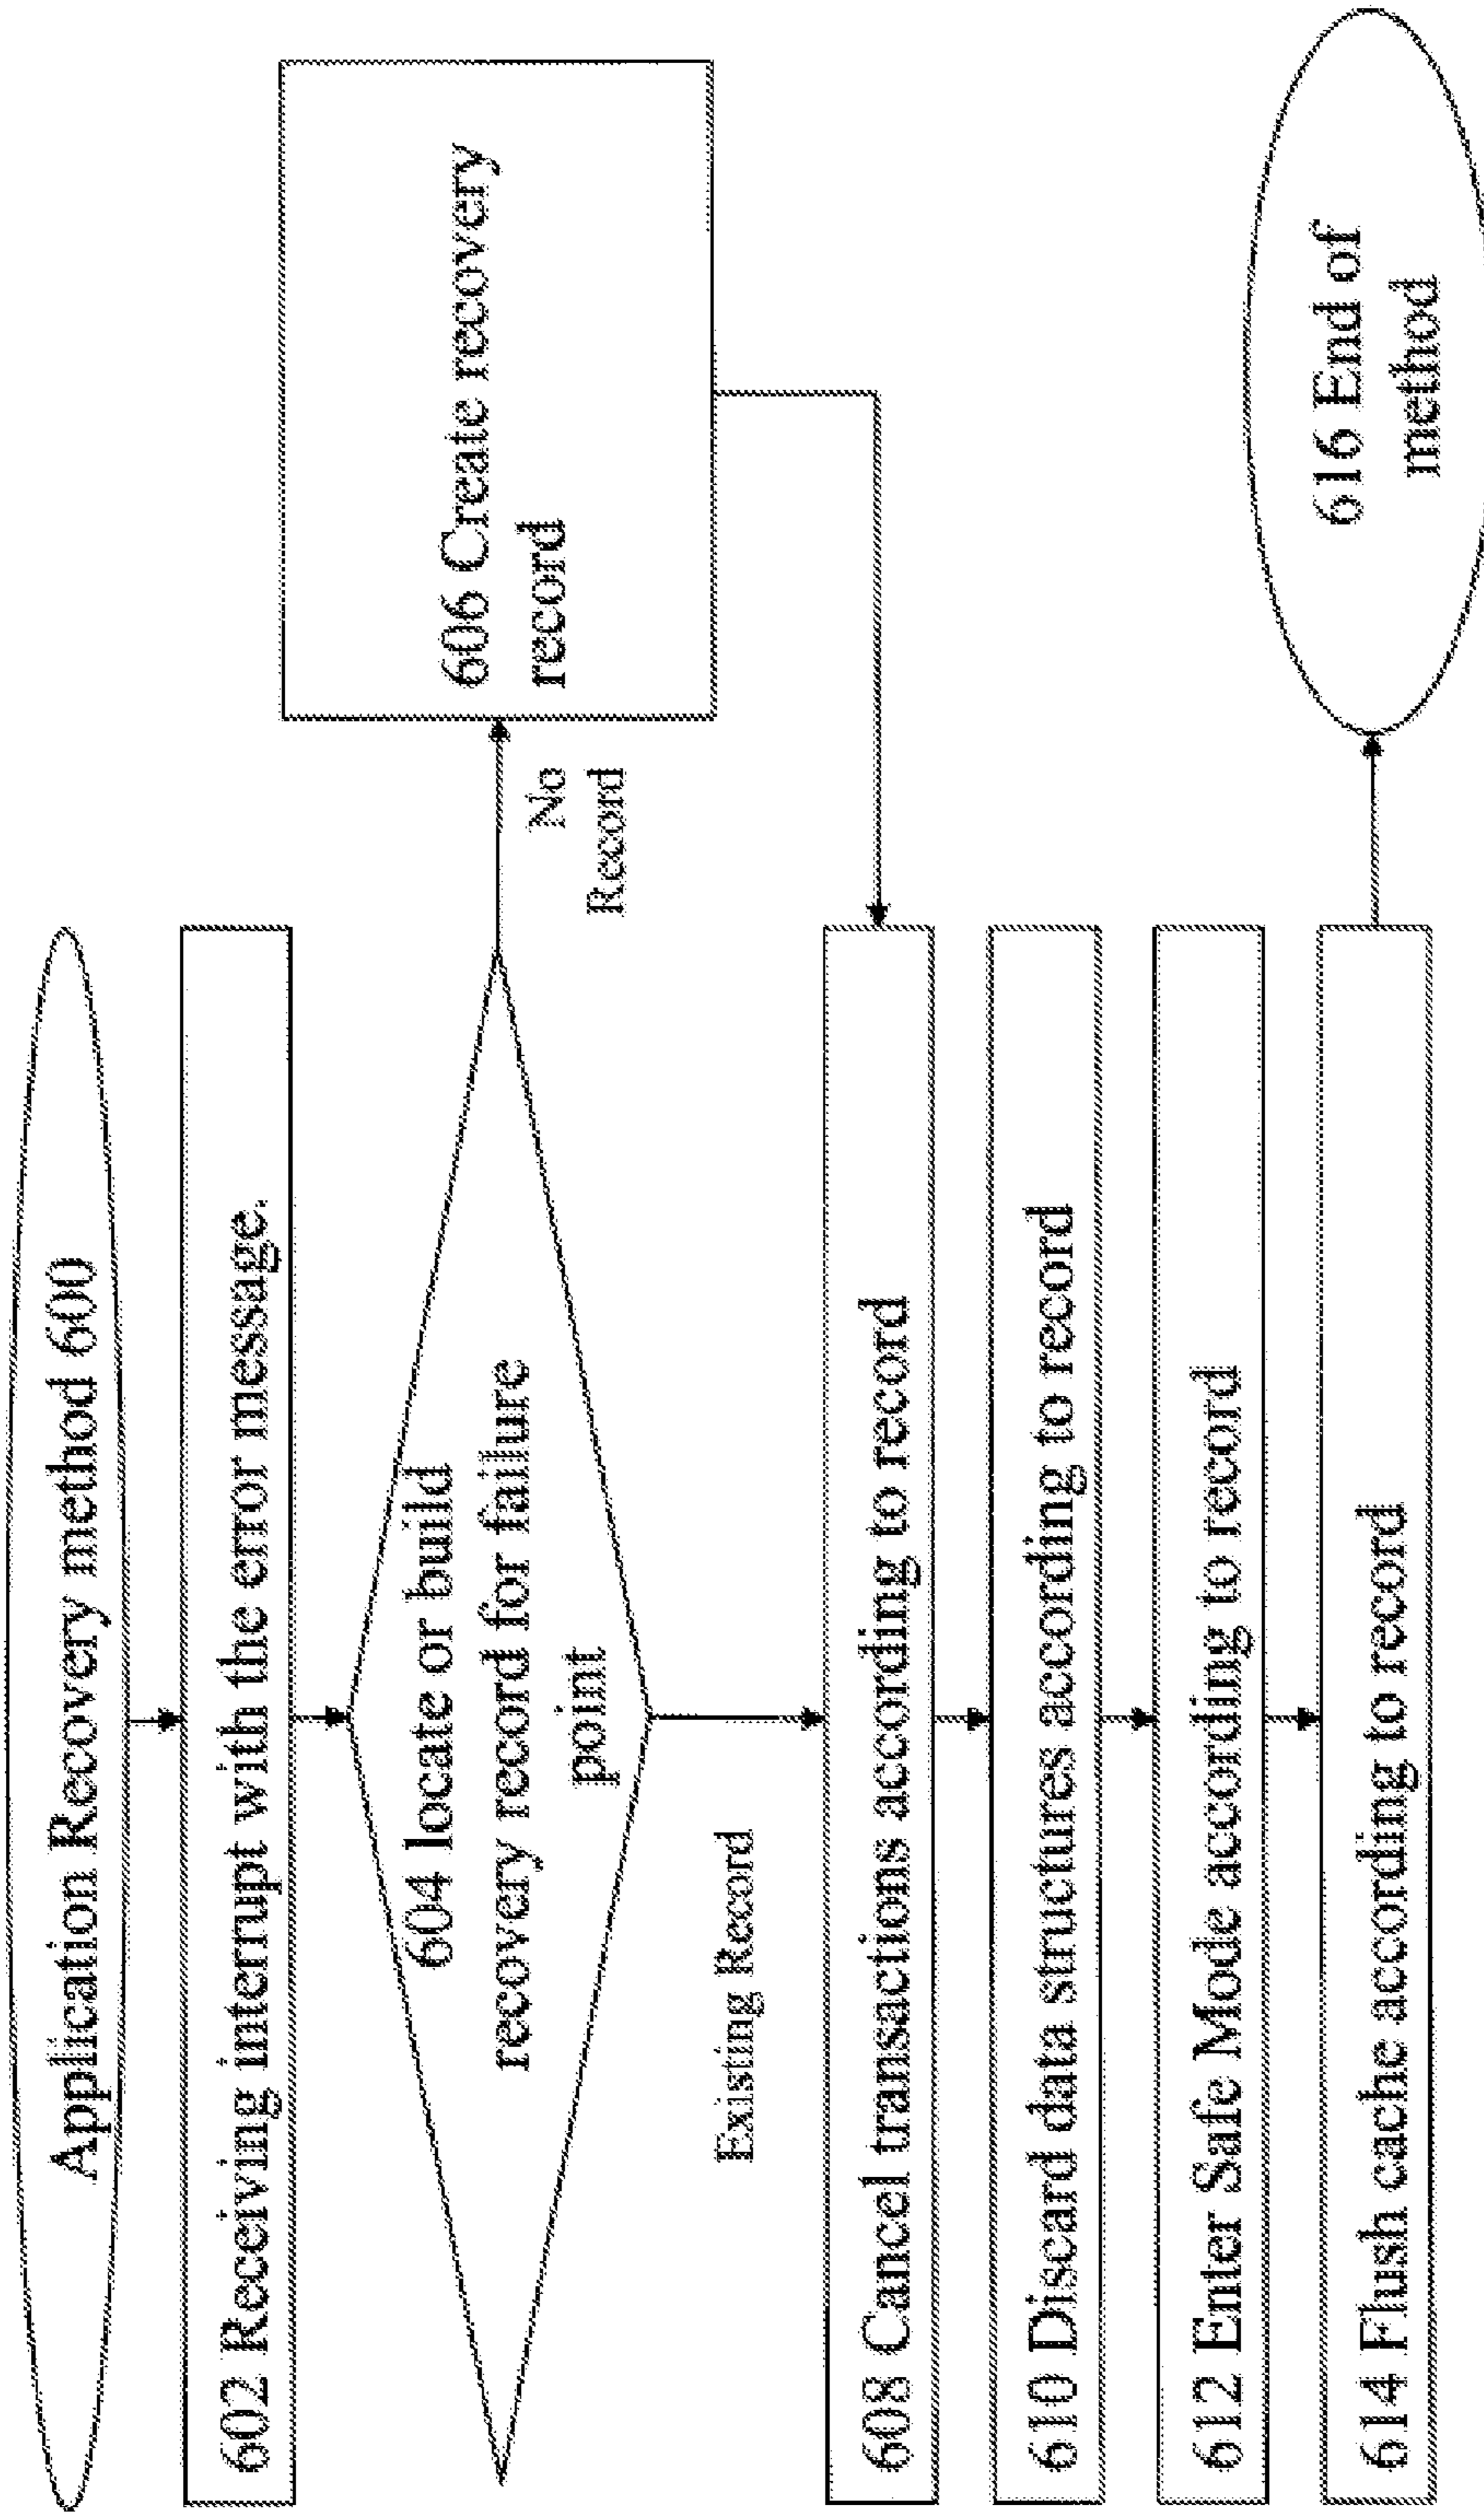 Application Recovery method 600
602 Receiving interrupt with the error message.
604 locate or build
recovery record for failure
point
No
Record
606 Create recovery
record
Existing Record
608 Cancel transactions according to record
610 Discard data structures according to record
612 Enter Safe Mode according to record
614 Flush cache according to record
616 End of
method